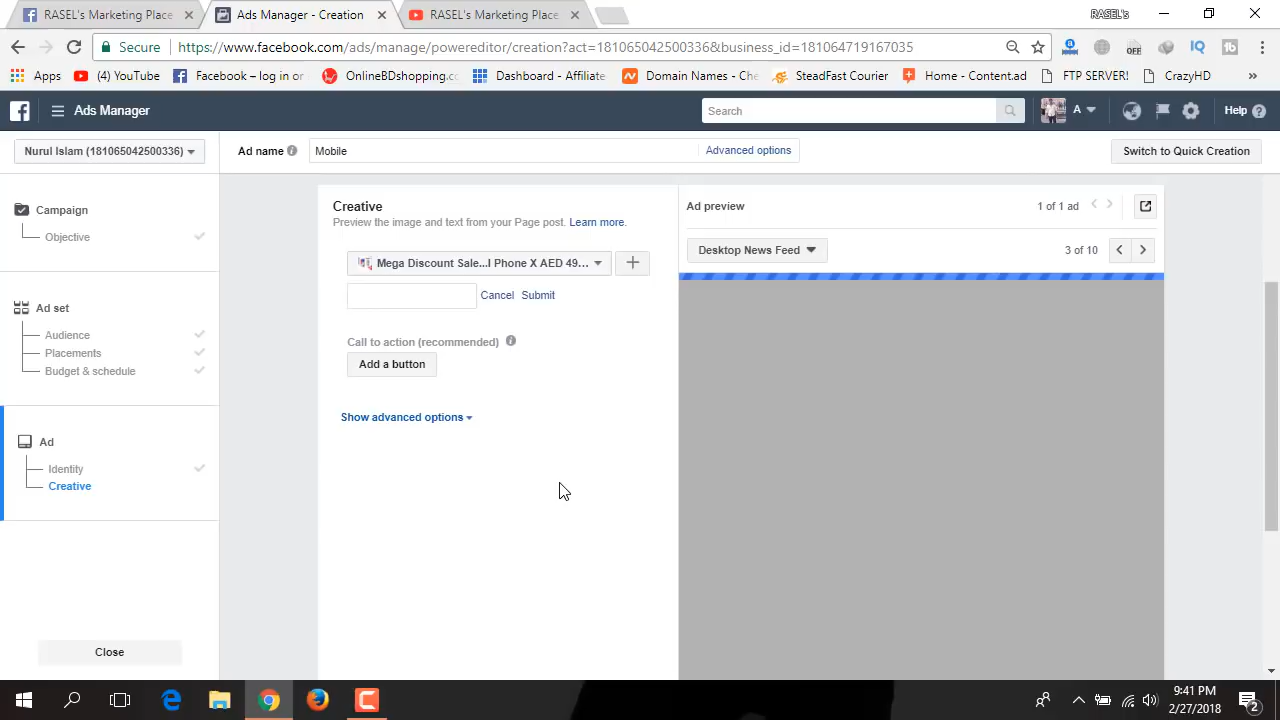 RASEL's Marketing Place
Ads Manager - Creation
RASEL's Marketing Place
RASEL's
Secure
https://www.facebook.com/ads/manage/powereditor/creation?act=181065042500336&business_id=181064719167035
Apps
(4) YouTube
Facebook – log in or
OnlineBDshopping.
Dashboard - Affiliate
Domain Names - Che
SteadFast Cour
Home - Content.ad
FTP SERVER!
CrazyHD
Ads Manager
Search
A
Help
Nurul Islam (181065042500336)
Ad name
Mobile
Advanced options
Switch to Quick Creation
Campaign
Objective
Ad set
Audience
Placements
Budget & schedule
Ad
Identity
Creative
Close
Creative
Preview the image and text from your Page post. Learn more.
Mega Discount Sale...I Phone X AED 49...
Cancel Submit
Call to action (recommended)
Add a button
Show advanced options
Ad preview
1 of 1 ad
Desktop News Feed
3 of 10
9:41 PM
2/27/2018
2